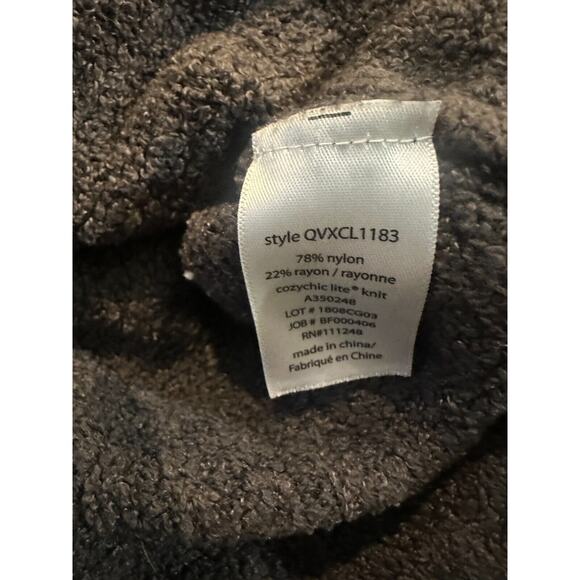 style QVXCL1183
78% nylon
22% rayon / rayonne
cozychic lite® knit
A350248
LOT # 1808CG03
JOB # BF000406
RN#111248
made in china/
Fabriqué en Chine